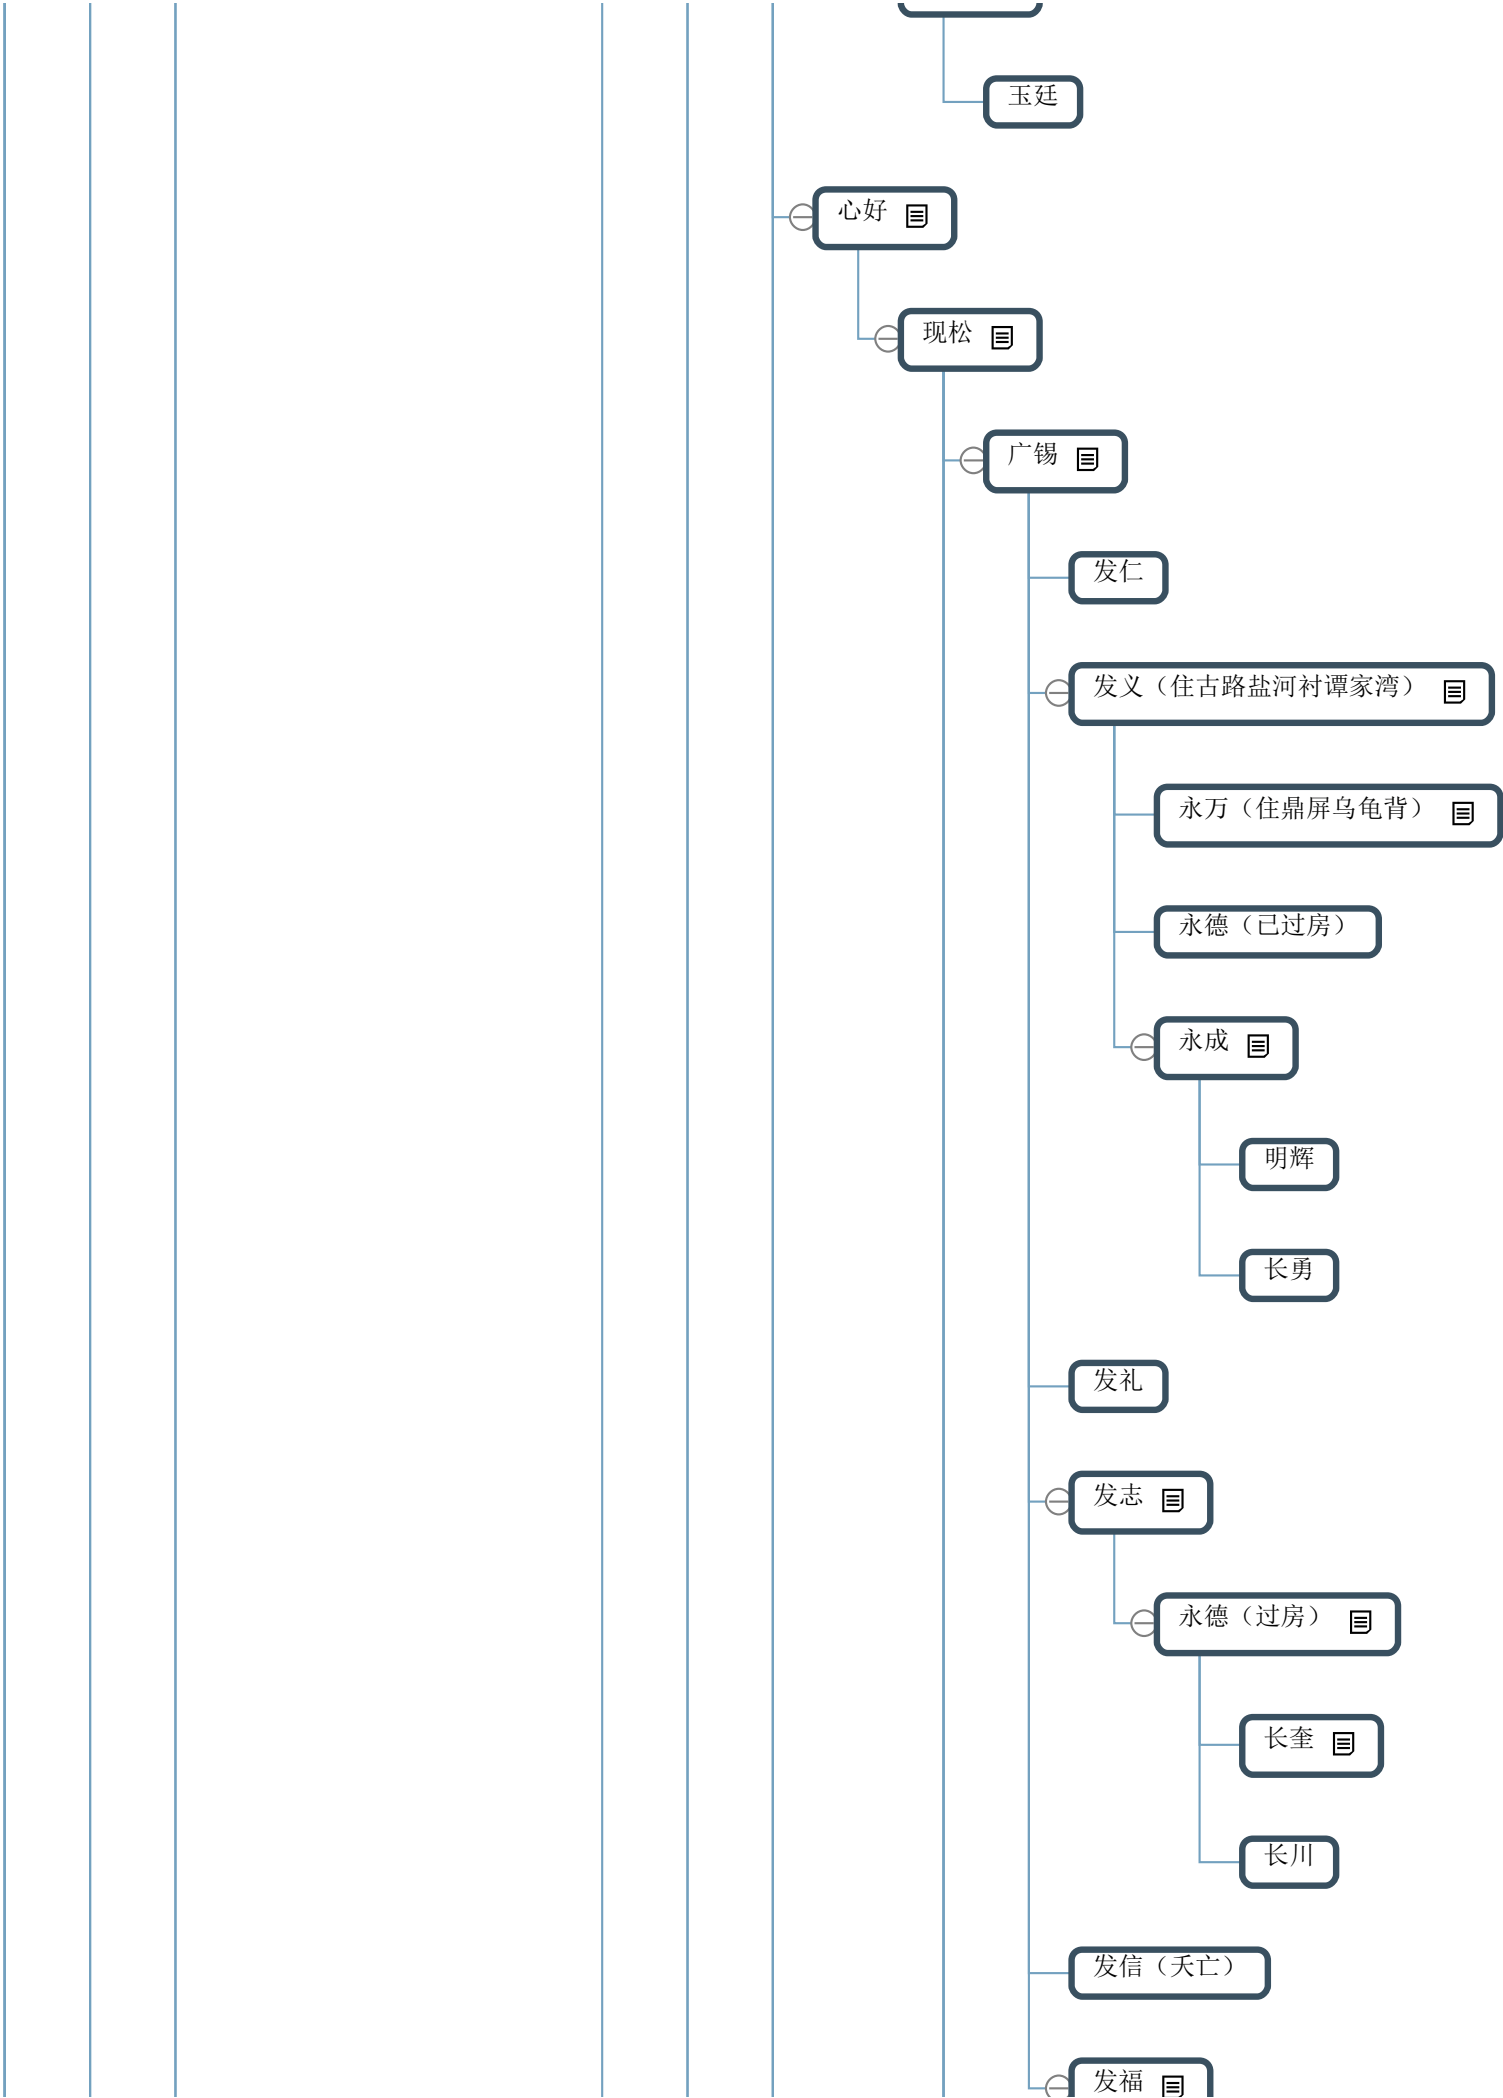 玉廷
心好
现松
广锡
发仁
发义（住古路盐河衬谭家湾）
永万（住鼎屏乌龟背）
永德（已过房）
永成
明辉
长勇
发礼
发志
永德（过房）
长奎
长川
发信（夭亡）
发福